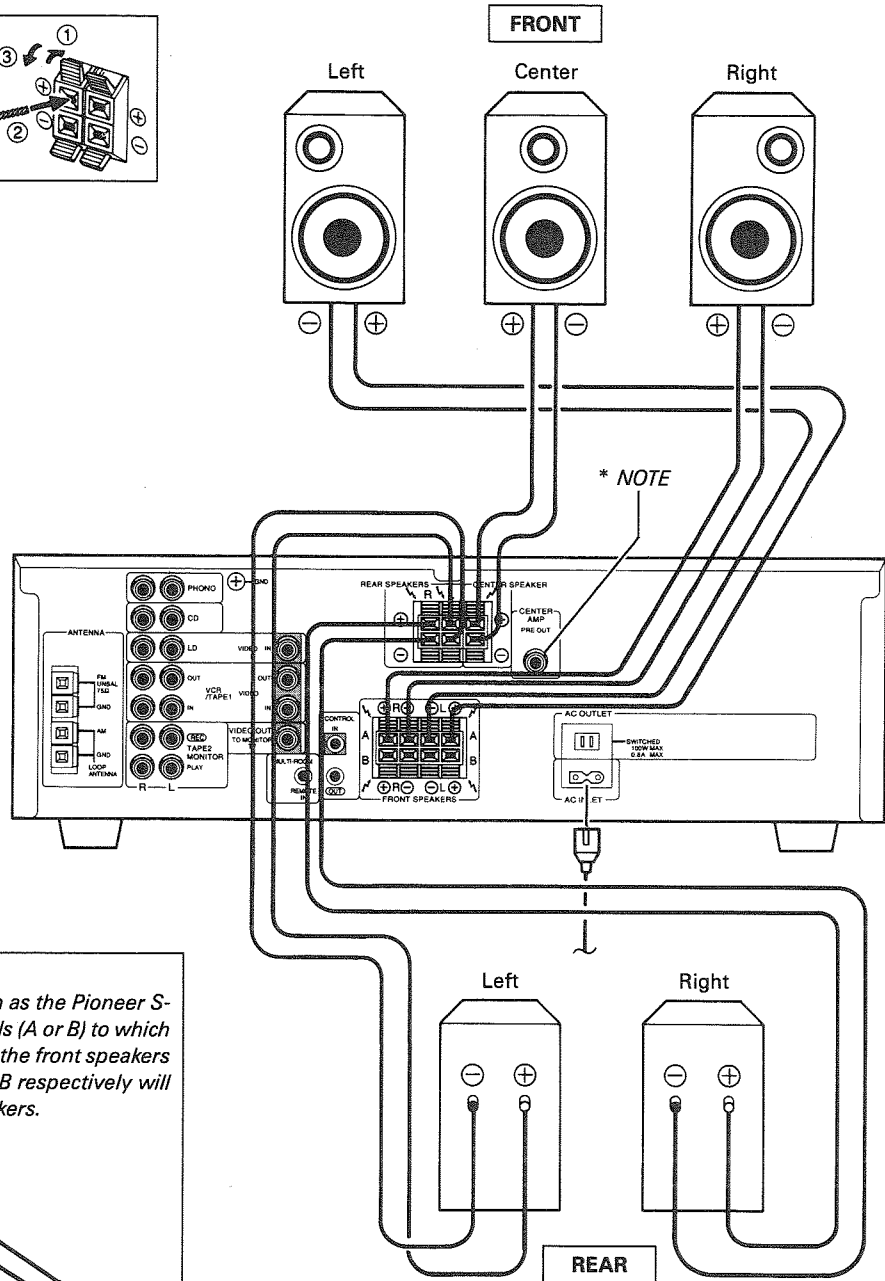 FRONT
① 
③
⊕
⊖
②
⊕
⊖
Left
Center
Right
⊖ ⊕
⊕ ⊖
⊕ ⊖
* NOTE
ANTENNA
FM
UNBAL
75Ω
GND
AM
GND
LOOP
ANTENNA
PHONO
GND
CD
LD
VIDEO IN
OUT
VCR
/TAPE1
IN
OUT
VIDEO
IN
REC
TAPE2
MONITOR
PLAY
R L
VIDEO OUT
TO MONITOR TV
CONTROL
IN
OUT
MULTI-ROOM
REMOTE
IN
REAR SPEAKERS
R
CENTER SPEAKER
⊕ ⊕
⊖ ⊖
CENTER
AMP
PRE OUT
⊕R⊖ ⊖L⊕
A A
B B
⊕R⊖ ⊖L⊕
FRONT SPEAKERS
AC OUTLET
SWITCHED
100W MAX
0.8A MAX
AC INLET
n as the Pioneer S-
ls (A or B) to which
the front speakers
B respectively will
kers.
Left
Right
⊖ ⊕
⊖ ⊕
REAR